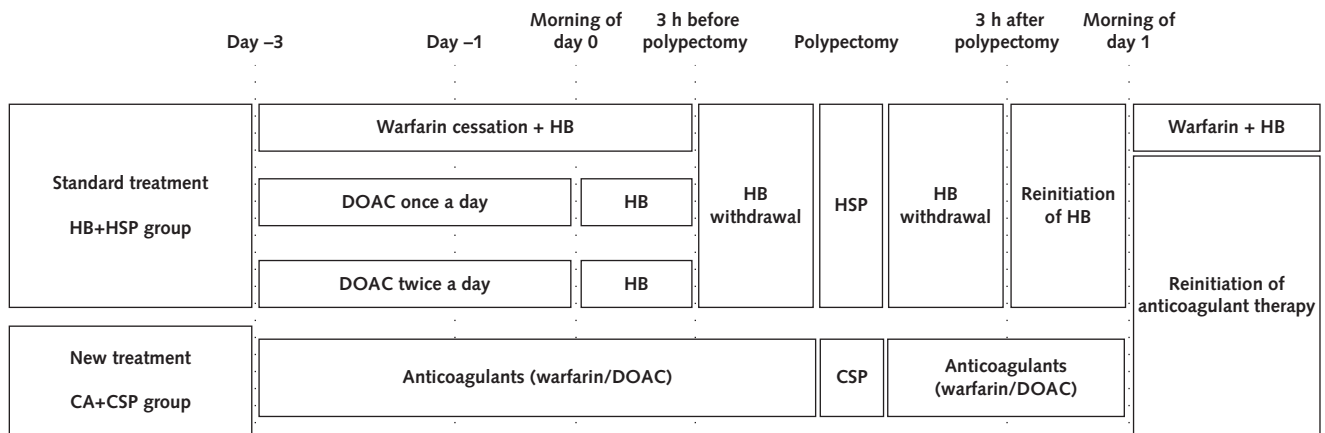 Day –3
Day –1
Morning of
day 0
3 h before
polypectomy
Polypectomy
3 h after
polypectomy
Morning of
day 1
Standard treatment
HB+HSP group
Warfarin cessation + HB
DOAC once a day
HB
DOAC twice a day
HB
HB
withdrawal
HSP
HB
withdrawal
Reinitiation
of HB
Warfarin + HB
Reinitiation of
anticoagulant therapy
New treatment
CA+CSP group
Anticoagulants (warfarin/DOAC)
CSP
Anticoagulants
(warfarin/DOAC)